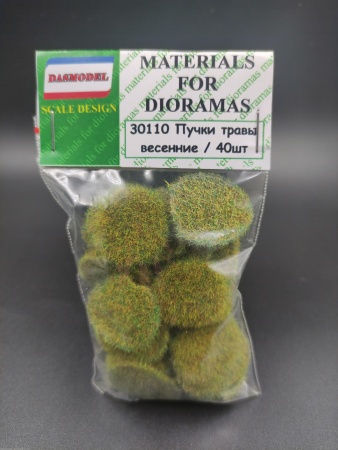 DASMODEL
SCALE DESIGN
MATERIALS
FOR
DIORAMAS
30110 Пучки травы
весенние / 40шт